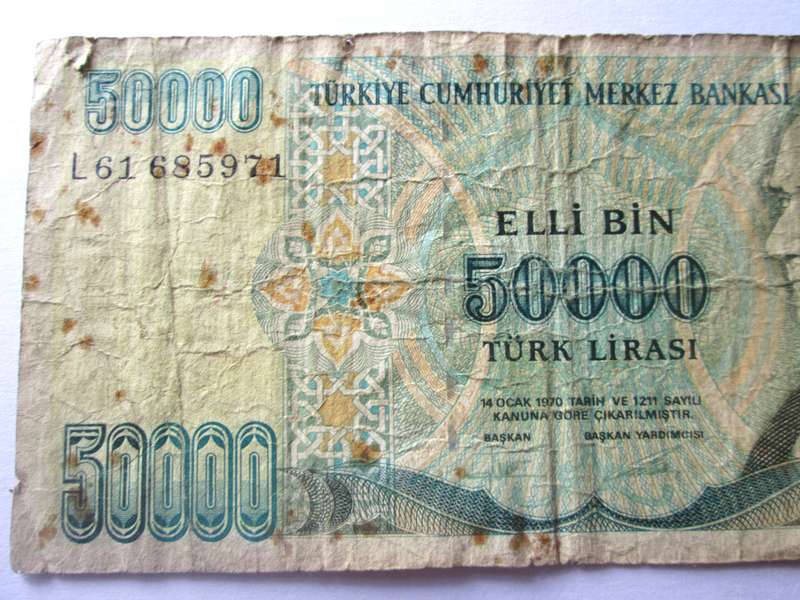 50000
TÜRKİYE CUMHURİYET MERKEZ BANKASI
L61 685971
ELLİ BİN
50000
TÜRK LİRASI
14 OCAK 1970 TARİH VE 1211 SAYILI
KANUNA GÖRE ÇIKARILMIŞTIR.
BAŞKAN BAŞKAN YARDIMCISI
50000